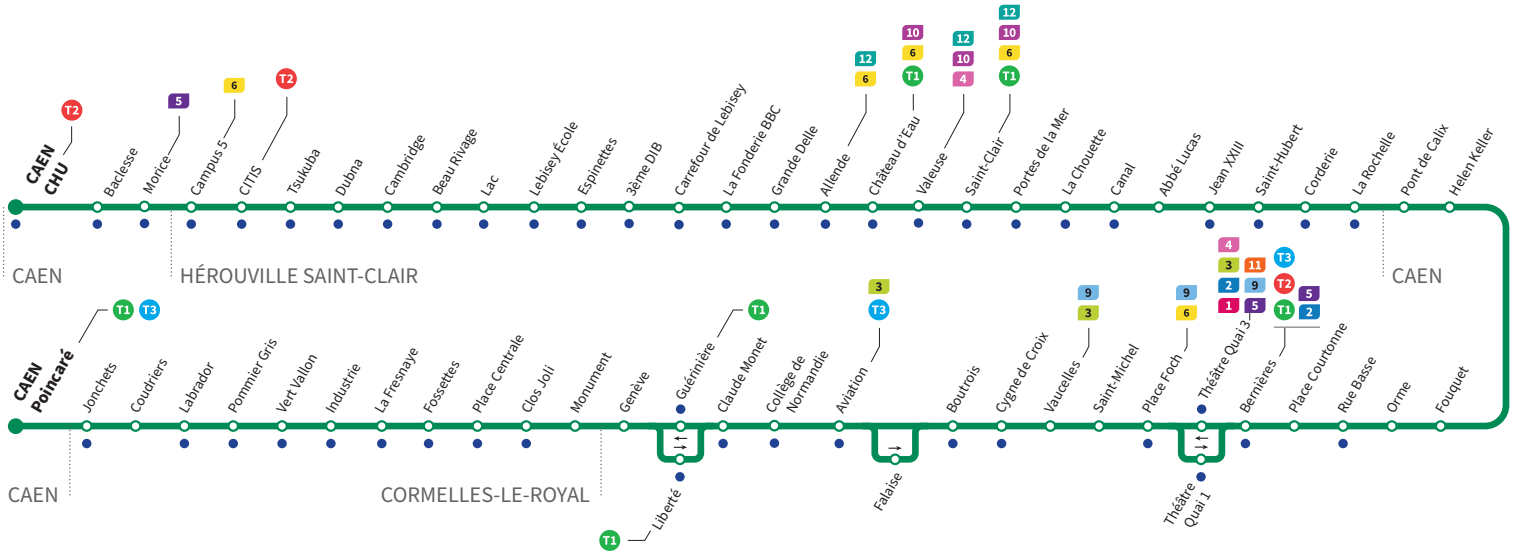 12
10
6
T1
12
10
6
T1
12
10
4
12
6
T2
6
5
T2
CAEN
CHU
Baclesse
Morice
Campus 5
CITIS
Tsukuba
Dubna
Cambridge
Beau Rivage
Lac
Lebisey École
Espinettes
3ème DIB
Carrefour de Lebisey
La Fonderie BBC
Grande Delle
Allende
Château d'Eau
Valeuse
Saint-Clair
Portes de la Mer
La Chouette
Canal
Abbé Lucas
Jean XXIII
Saint-Hubert
Corderie
La Rochelle
Pont de Calix
Helen Keller
CAEN
HÉROUVILLE SAINT-CLAIR
CAEN
T1 T3
T1
3
T3
9
3
9
6
4
3 11
2 9
1 5
T3
T2
T1
5
2
CAEN
Poincaré
Jonchets
Coudriers
Labrador
Pommier Gris
Vert Vallon
Industrie
La Fresnaye
Fossettes
Place Centrale
Clos Joli
Monument
Genève
Guérinière
Claude Monet
Collège de
Normandie
Aviation
Boutrois
Cygne de Croix
Vaucelles
Saint-Michel
Place Foch
Théâtre Quai 3
Bernières
Place Courtonne
Rue Basse
Orme
Fouquet
CAEN
CORMELLES-LE-ROYAL
Liberté
T1
Falaise
Théâtre
Quai 1